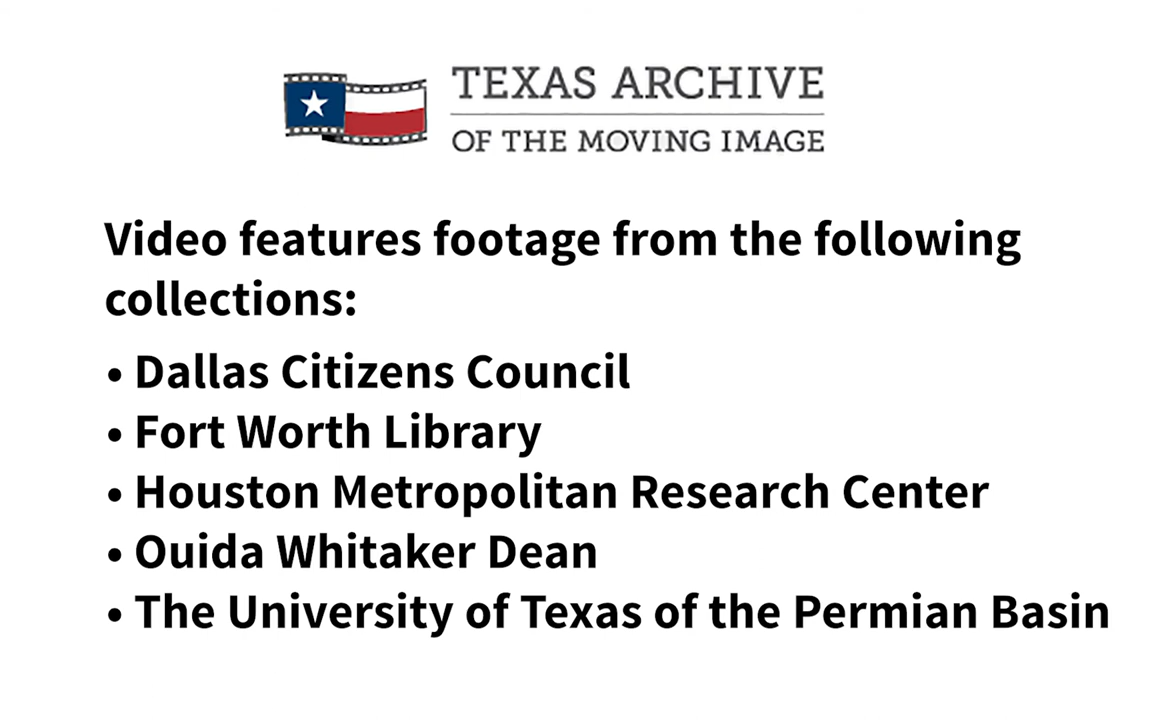 TEXAS ARCHIVE
OF THE MOVING IMAGE
Video features footage from the following
collections:
• Dallas Citizens Council
• Fort Worth Library
• Houston Metropolitan Research Center
• Ouida Whitaker Dean
• The University of Texas of the Permian Basin